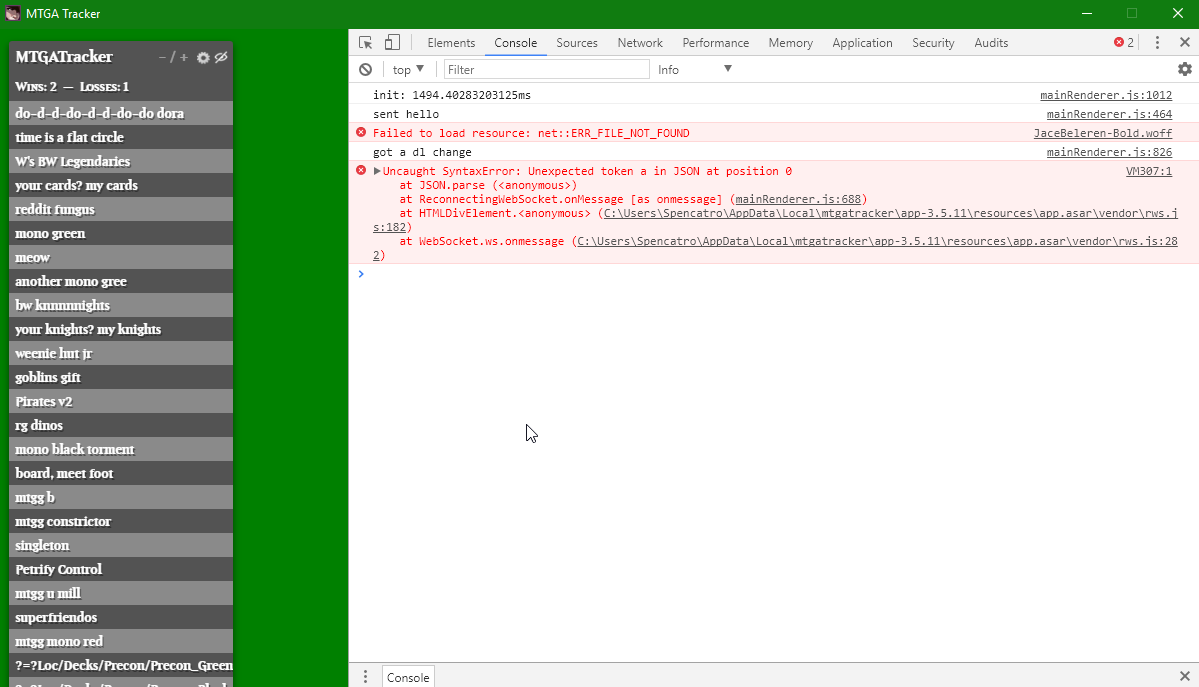 MTGA Tracker
MTGATracker - / +
Wins: 2 — Losses: 1
do-d-d-do-d-d-do-do dora
time is a flat circle
W's BW Legendaries
your cards? my cards
reddit fungus
mono green
meow
another mono gree
bw knnnnnights
your knights? my knights
weenie hut jr
goblins gift
Pirates v2
rg dinos
mono black torment
board, meet foot
mtgg b
mtgg constrictor
singleton
Petrify Control
mtgg u mill
superfriendos
mtgg mono red
?=?Loc/Decks/Precon/Precon_Green
Elements Console Sources Network Performance Memory Application Security Audits 2
top Filter Info
init: 1494.40283203125ms mainRenderer.js:1012
sent hello mainRenderer.js:464
Failed to load resource: net::ERR_FILE_NOT_FOUND JaceBeleren-Bold.woff
got a dl change mainRenderer.js:826
Uncaught SyntaxError: Unexpected token a in JSON at position 0 VM307:1
at JSON.parse (<anonymous>)
at ReconnectingWebSocket.onMessage [as onmessage] (mainRenderer.js:688)
at HTMLDivElement.<anonymous> (C:\Users\Spencatro\AppData\Local\mtgatracker\app-3.5.11\resources\app.asar\vendor\rws.j
s:182)
at WebSocket.ws.onmessage (C:\Users\Spencatro\AppData\Local\mtgatracker\app-3.5.11\resources\app.asar\vendor\rws.js:28
2)
Console